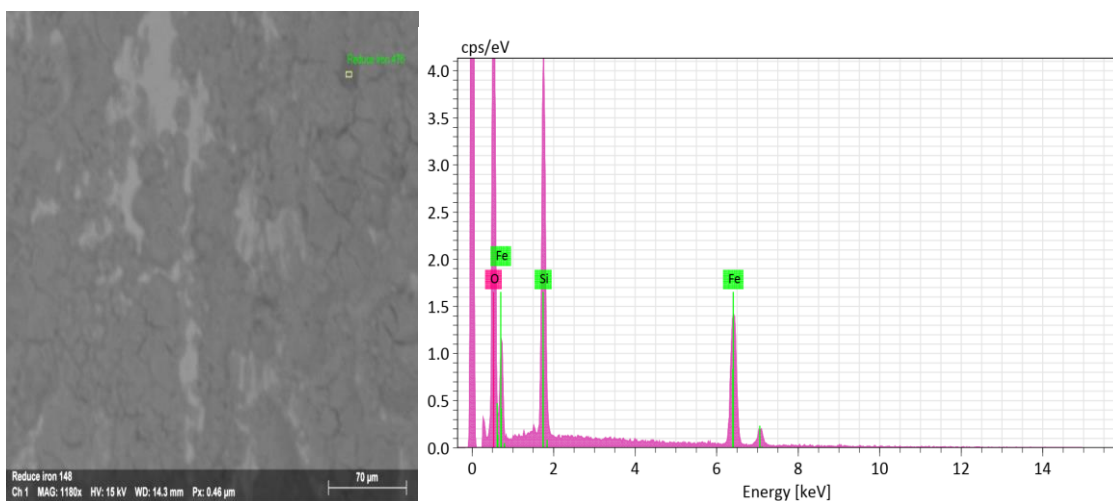 Reduce iron 476
Reduce iron 148
Ch 1 MAG: 1180x HV: 15 kV WD: 14.3 mm Px: 0.46 µm
70 µm
cps/eV
4.0
3.5
3.0
2.5
2.0
1.5
1.0
0.5
0.0
Fe
O
Si
Fe
0 2 4 6 8 10 12 14
Energy [keV]